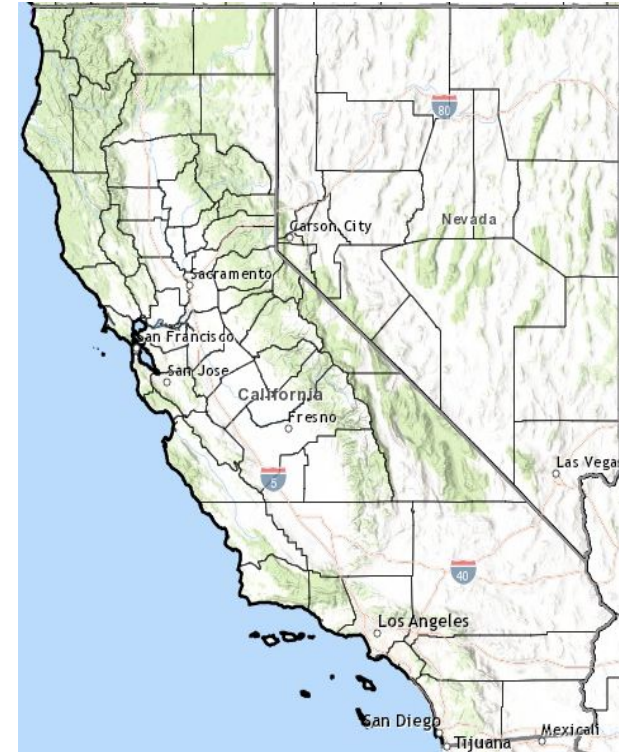 80
Nevada
Carson City
Sacramento
San Francisco
San Jose
California
Fresno
Las Vegas
5
40
Los Angeles
San Diego
Tijuana
Mexicali